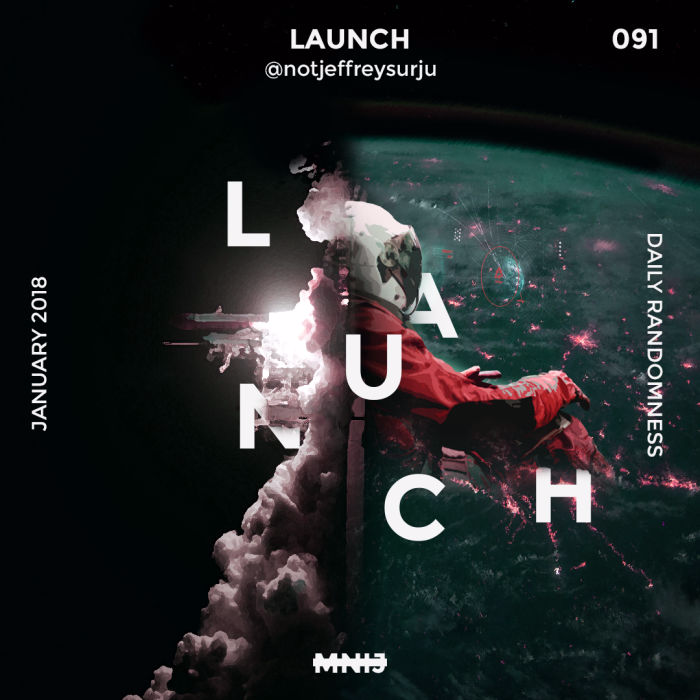 LAUNCH
091
@notjeffreysurju
L
A
U
N
C
H
JANUARY 2018
DAILY RANDOMNESS
MNIJ